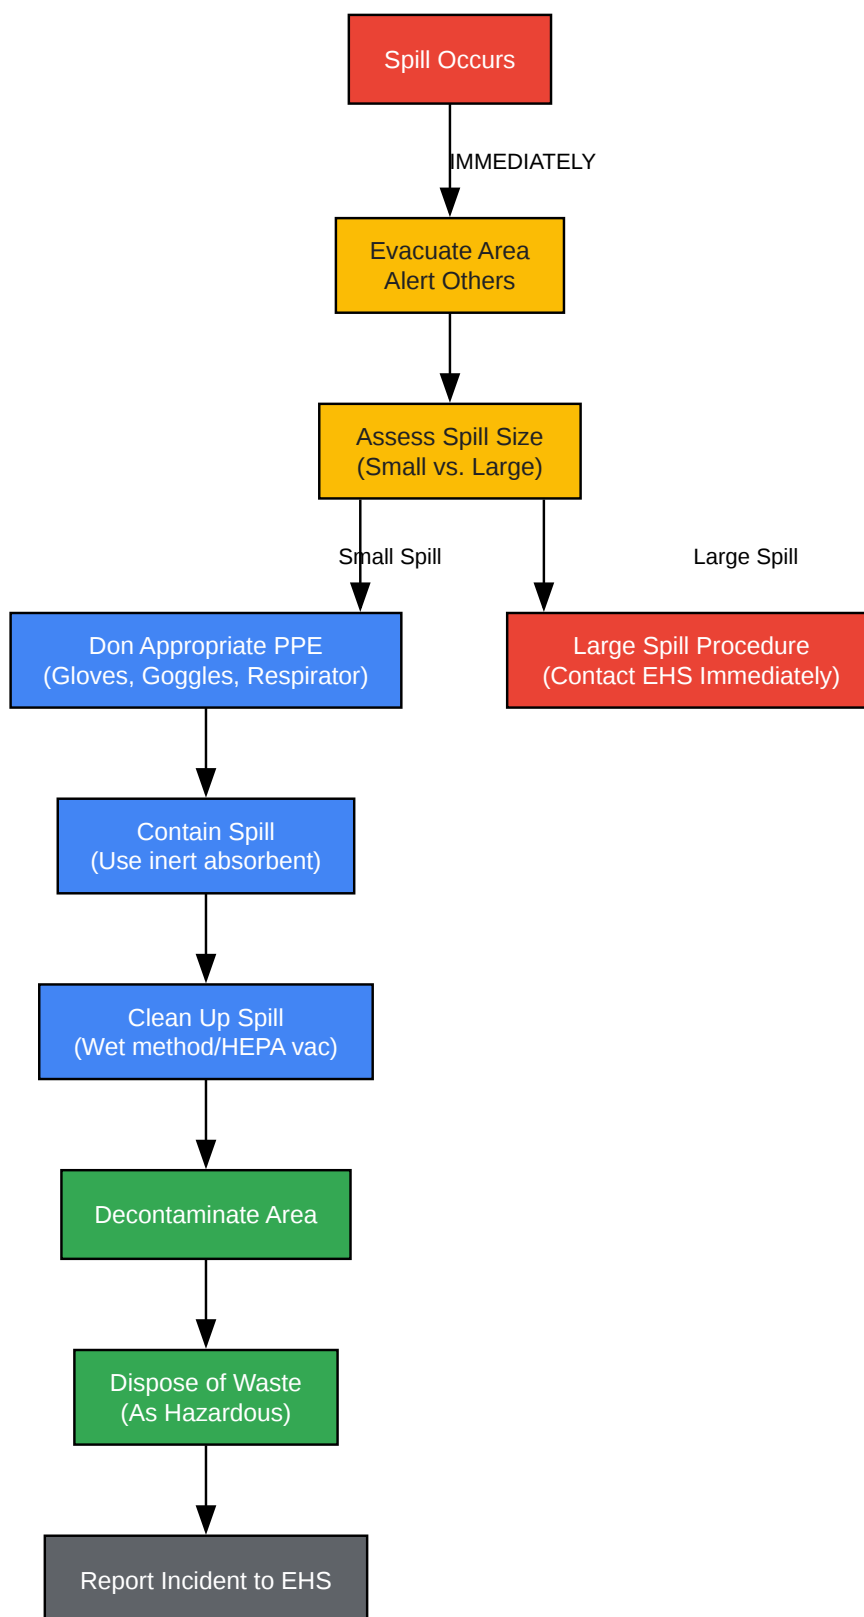 Spill Occurs
IMMEDIATELY
Evacuate Area
Alert Others
Assess Spill Size
(Small vs. Large)
Small Spill
Large Spill
Don Appropriate PPE
(Gloves, Goggles, Respirator)
Large Spill Procedure
(Contact EHS Immediately)
Contain Spill
(Use inert absorbent)
Clean Up Spill
(Wet method/HEPA vac)
Decontaminate Area
Dispose of Waste
(As Hazardous)
Report Incident to EHS